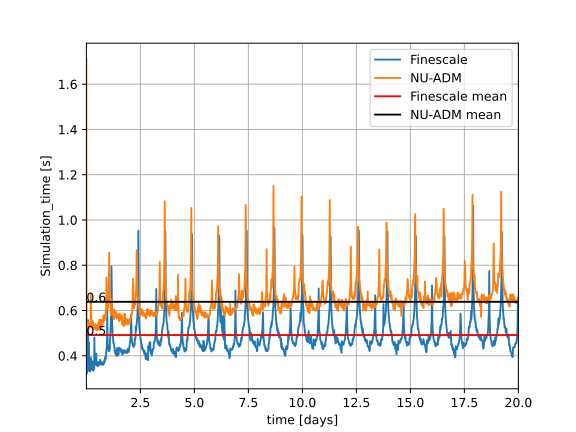 Finescale
NU-ADM
Finescale mean
NU-ADM mean
1.6
1.4
1.2
1.0
0.8
0.6
0.4
0.6
0.5
Simulation_time [s]
2.5 5.0 7.5 10.0 12.5 15.0 17.5 20.0
time [days]